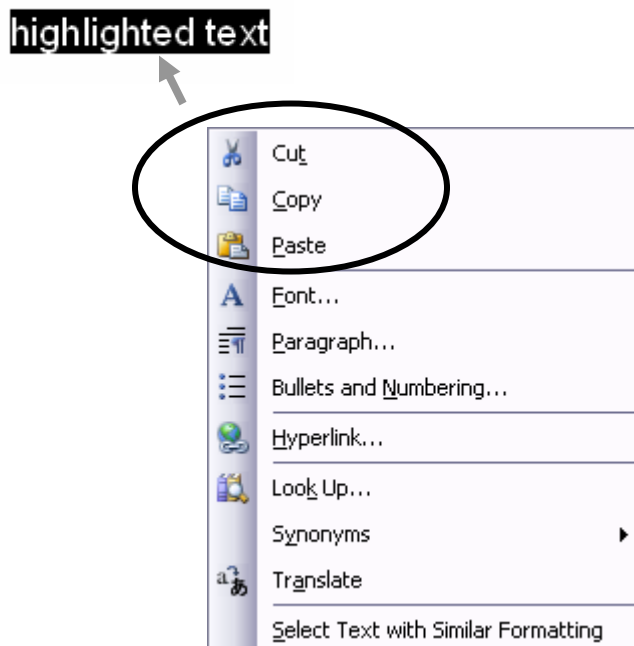 highlighted text
Cut
Copy
Paste
Font...
Paragraph...
Bullets and Numbering...
Hyperlink...
Look Up...
Synonyms
Translate
Select Text with Similar Formatting